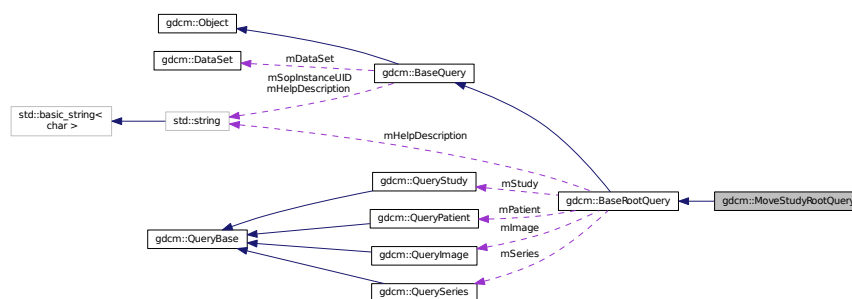 gdcm::Object
gdcm::DataSet
mDataSet
gdcm::BaseQuery
mSopInstanceUID
mHelpDescription
std::basic_string<
char >
std::string
mHelpDescription
gdcm::QueryStudy
mStudy
gdcm::BaseRootQuery
gdcm::MoveStudyRootQuery
mPatient
gdcm::QueryPatient
mImage
gdcm::QueryBase
gdcm::QueryImage
mSeries
gdcm::QuerySeries